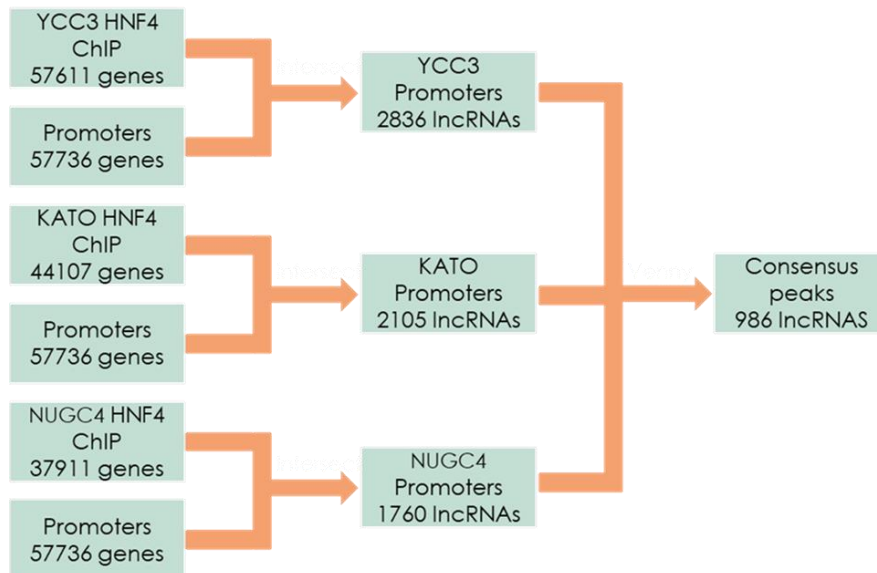 YCC3 HNF4
ChIP
57611 genes
Promoters
57736 genes
YCC3
Promoters
2836 lncRNAs
KATO HNF4
ChIP
44107 genes
Promoters
57736 genes
KATO
Promoters
2105 lncRNAs
NUGC4 HNF4
ChIP
37911 genes
Promoters
57736 genes
NUGC4
Promoters
1760 lncRNAs
Consensus
peaks
986 lncRNAS